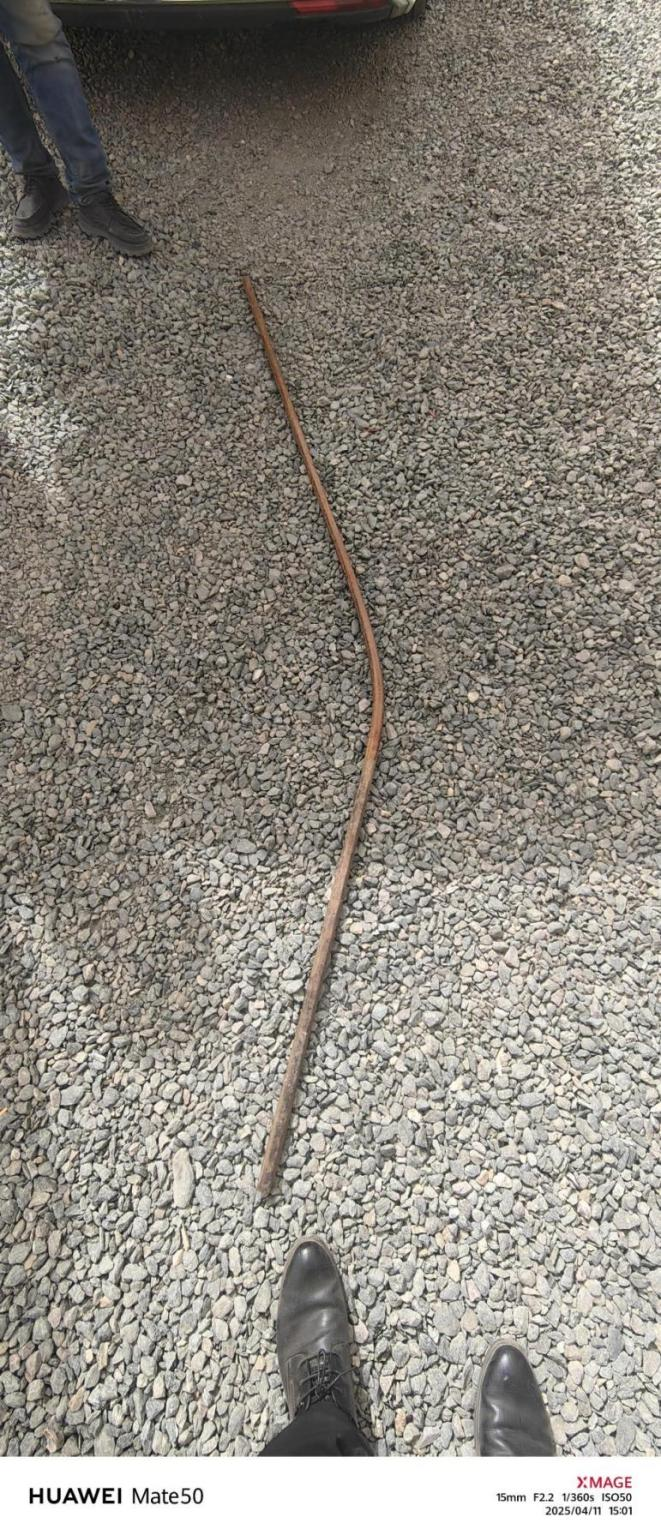 HUAWEI Mate50
XMAGE
15mm F2.2 1/360s ISO50
2025/04/11 15:01